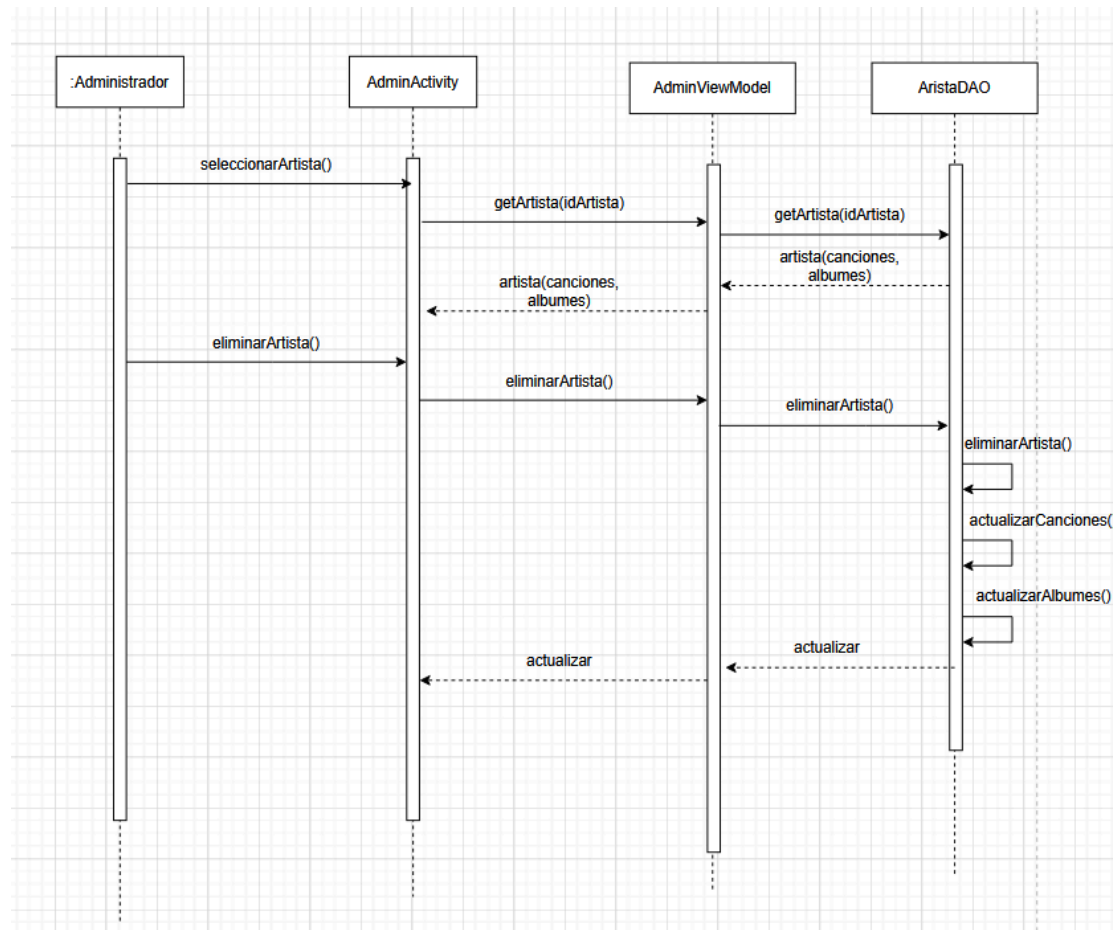 :Administrador
AdminActivity
AdminViewModel
AristaDAO
seleccionarArtista()
getArtista(idArtista)
getArtista(idArtista)
artista(canciones,
albumes)
artista(canciones,
albumes)
eliminarArtista()
eliminarArtista()
eliminarArtista()
eliminarArtista()
actualizarCanciones(
actualizarAlbumes()
actualizar
actualizar